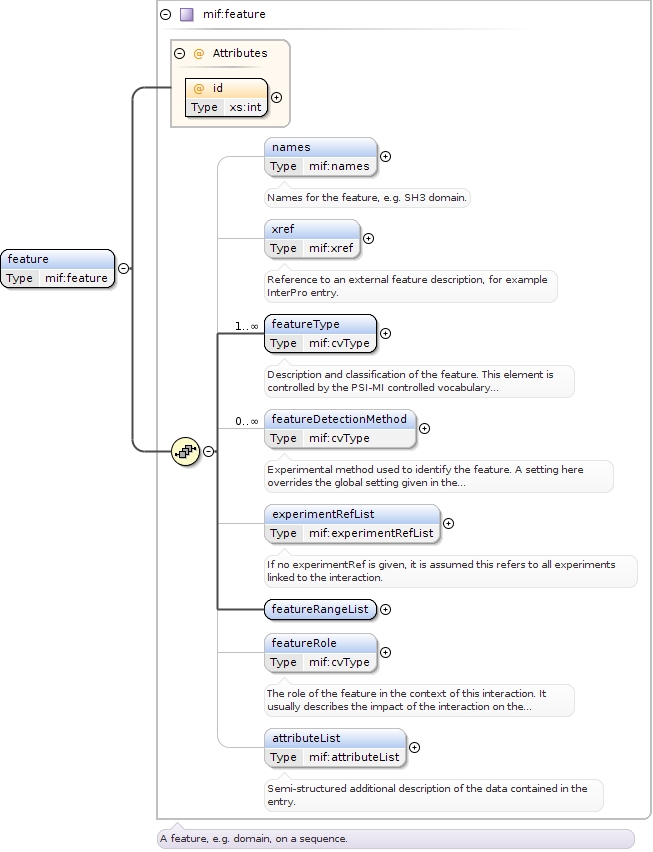 mif:feature
@ Attributes
@ id
Type xs:int
names
Type mif:names
Names for the feature, e.g. SH3 domain.
xref
Type mif:xref
Reference to an external feature description, for example
InterPro entry.
feature
Type mif:feature
1..∞ featureType
Type mif:cvType
Description and classification of the feature. This element is
controlled by the PSI-MI controlled vocabulary...
0..∞ featureDetectionMethod
Type mif:cvType
Experimental method used to identify the feature. A setting here
overrides the global setting given in the...
experimentRefList
Type mif:experimentRefList
If no experimentRef is given, it is assumed this refers to all experiments
linked to the interaction.
featureRangeList
featureRole
Type mif:cvType
The role of the feature in the context of this interaction. It
usually describes the impact of the interaction on the...
attributeList
Type mif:attributeList
Semi-structured additional description of the data contained in the
entry.
A feature, e.g. domain, on a sequence.